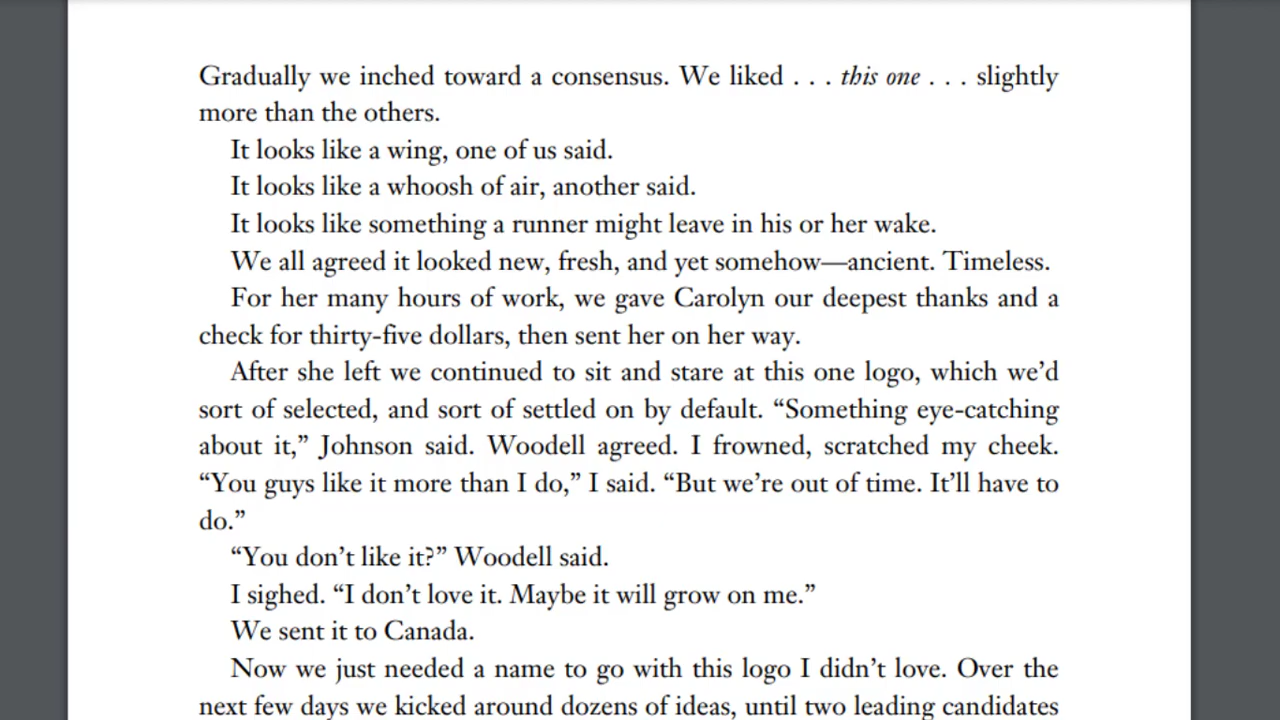 Gradually we inched toward a consensus. We liked . . . this one . . . slightly
more than the others.
It looks like a wing, one of us said.
It looks like a whoosh of air, another said.
It looks like something a runner might leave in his or her wake.
We all agreed it looked new, fresh, and yet somehow—ancient. Timeless.
For her many hours of work, we gave Carolyn our deepest thanks and a
check for thirty-five dollars, then sent her on her way.
After she left we continued to sit and stare at this one logo, which we’d
sort of selected, and sort of settled on by default. “Something eye-catching
about it,” Johnson said. Woodell agreed. I frowned, scratched my cheek.
“You guys like it more than I do,” I said. “But we’re out of time. It’ll have to
do.”
“You don’t like it?” Woodell said.
I sighed. “I don’t love it. Maybe it will grow on me.”
We sent it to Canada.
Now we just needed a name to go with this logo I didn’t love. Over the
next few days we kicked around dozens of ideas, until two leading candidates